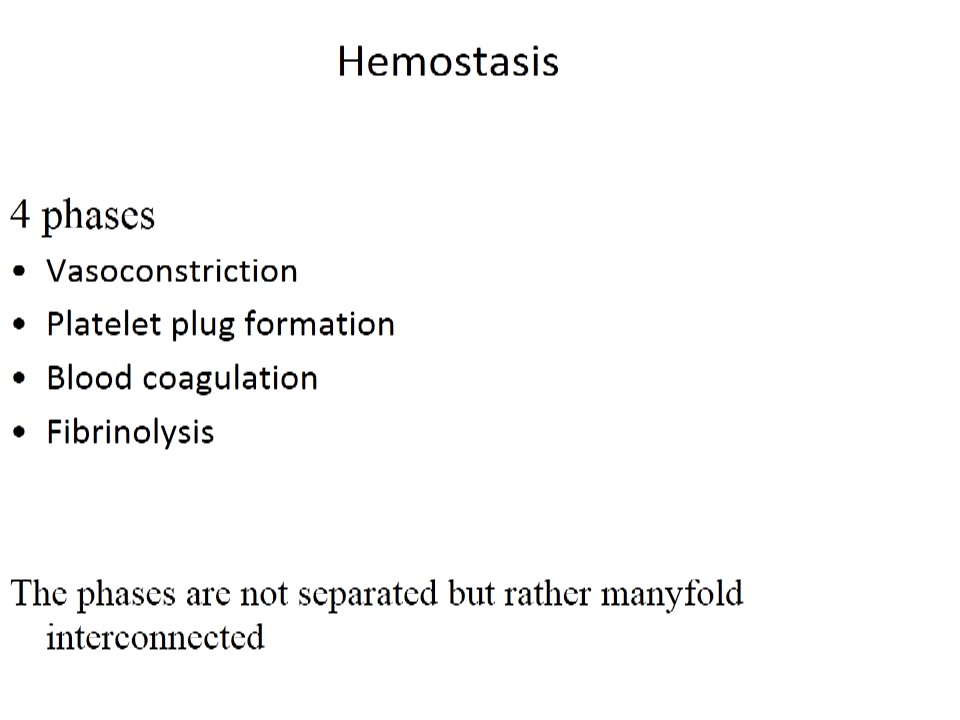 Hemostasis
4 phases
• Vasoconstriction
• Platelet plug formation
• Blood coagulation
• Fibrinolysis
The phases are not separated but rather manyfold
interconnected